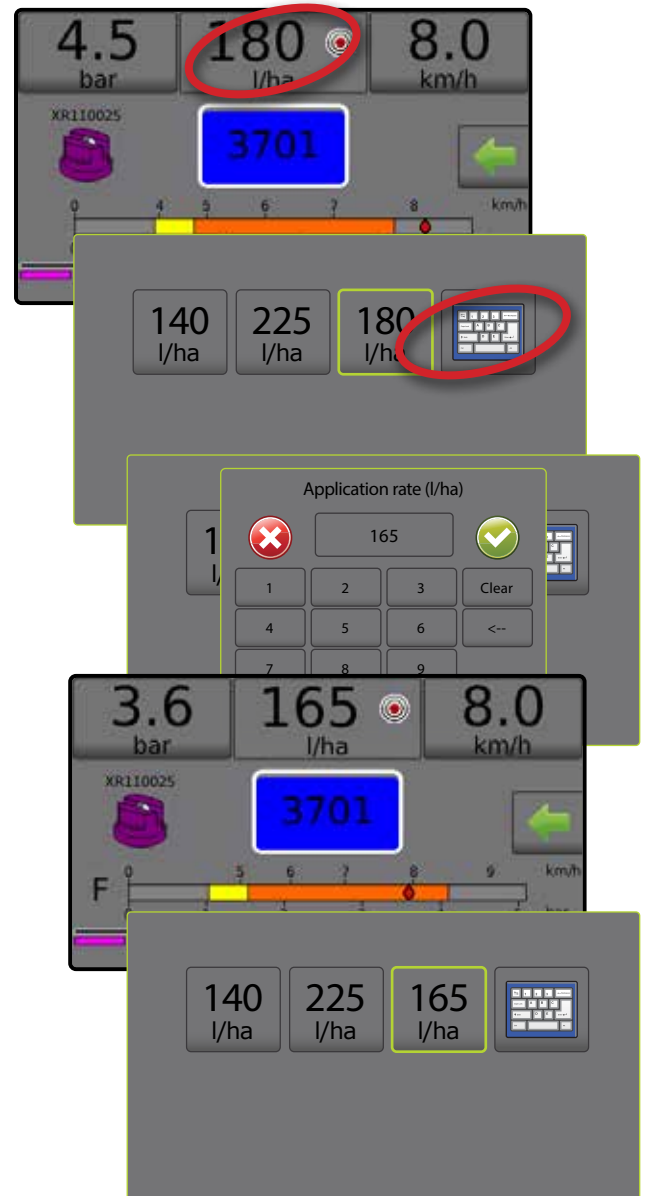 4.5 180 8.0
bar l/ha km/h
XR110025
3701
0 4 5 6 7 8 km/h
140 225 180
l/ha l/ha l/ha
Application rate (l/ha)
165
1 2 3 Clear
4 5 6 <--
7 8 9
3.6 165 8.0
bar l/ha km/h
XR110025
3701
0 5 6 7 8 9 km/h
F
140 225 165
l/ha l/ha l/ha